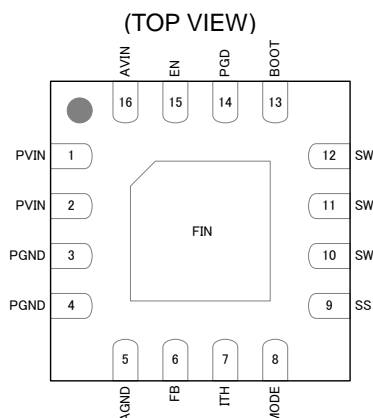 (TOP VIEW)
AVIN
EN
PGD
BOOT
16
15
14
13
PVIN 1
12 SW
PVIN 2
11 SW
FIN
PGND 3
10 SW
PGND 4
9 SS
5
6
7
8
AGND
FB
ITH
MODE